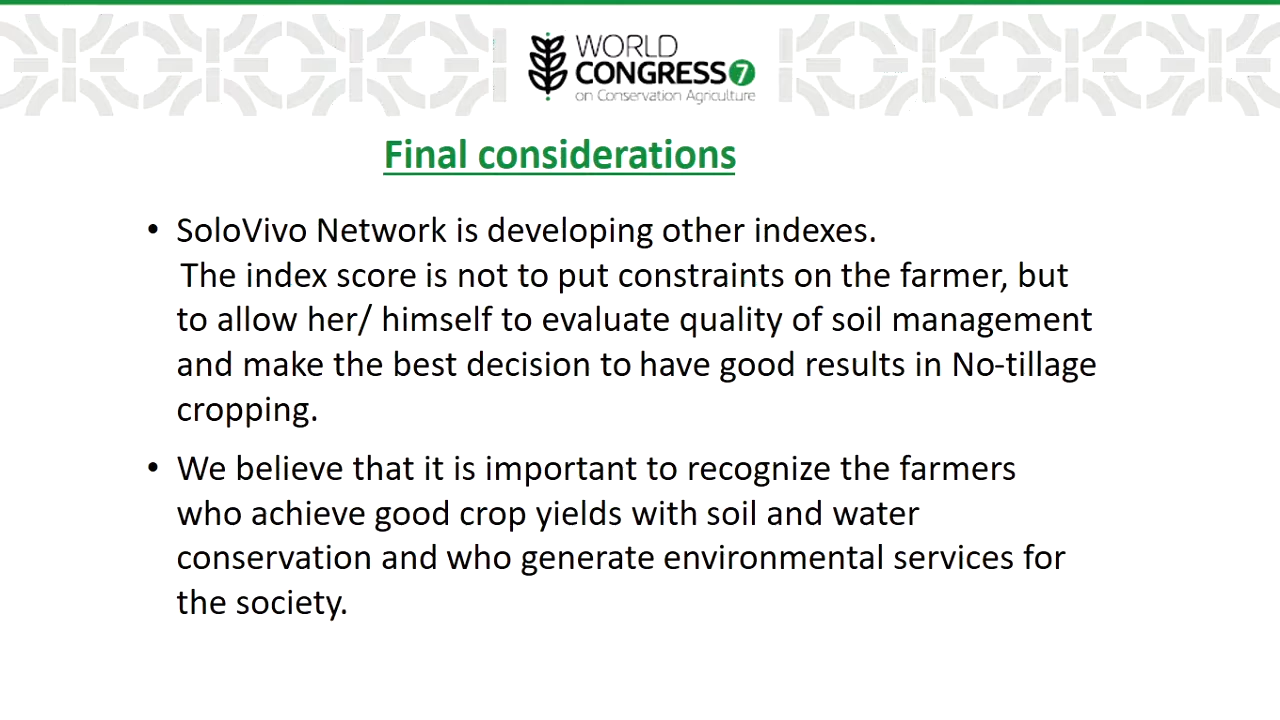 WORLD
CONGRESS 7
on Conservation Agriculture
Final considerations
• SoloVivo Network is developing other indexes.
The index score is not to put constraints on the farmer, but
to allow her/ himself to evaluate quality of soil management
and make the best decision to have good results in No-tillage
cropping.
• We believe that it is important to recognize the farmers
who achieve good crop yields with soil and water
conservation and who generate environmental services for
the society.